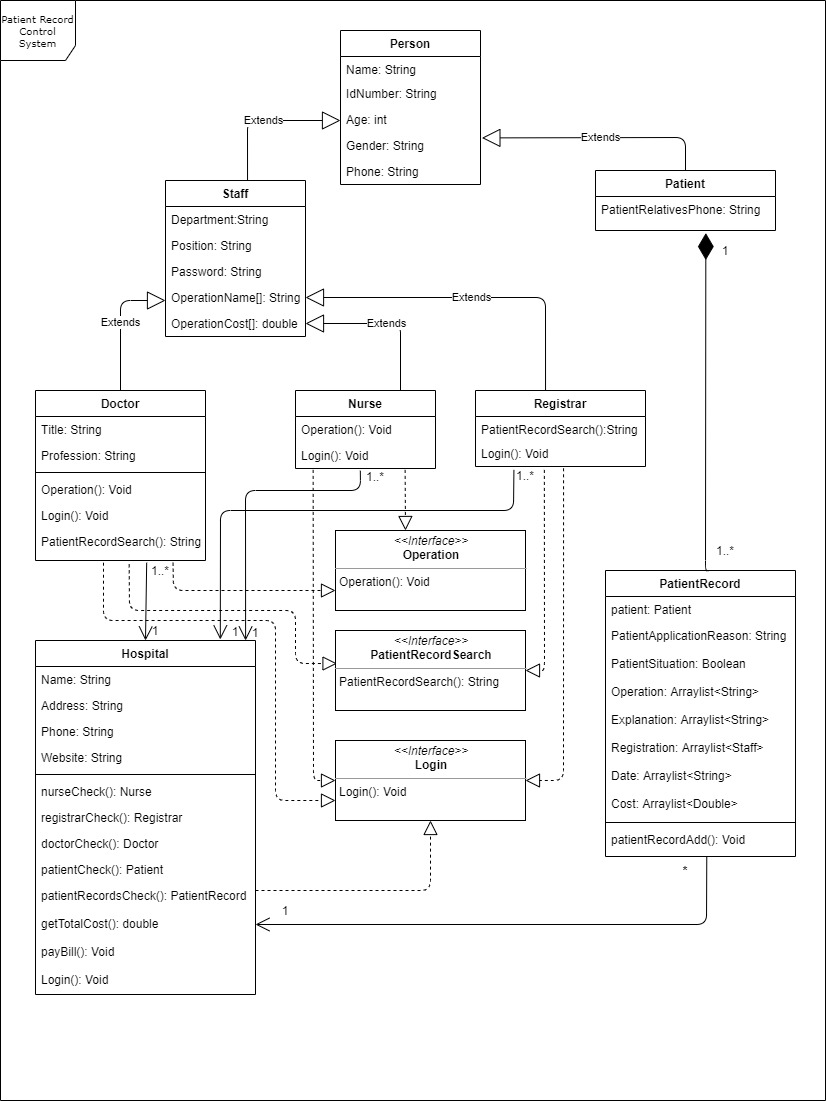 Patient Record
Control
System
Person
Name: String
IdNumber: String
Age: int
Gender: String
Phone: String
Extends
Extends
Staff
Department:String
Position: String
Password: String
OperationName[]: String
OperationCost[]: double
Patient
PatientRelativesPhone: String
1
Extends
Extends
Extends
Doctor
Title: String
Profession: String
Operation(): Void
Login(): Void
PatientRecordSearch(): String
Nurse
Operation(): Void
Login(): Void
Registrar
PatientRecordSearch():String
Login(): Void
1..*
1..*
1..*
1..*
<<Interface>>
Operation
Operation(): Void
<<Interface>>
PatientRecordSearch
PatientRecordSearch(): String
<<Interface>>
Login
Login(): Void
1
1
1
Hospital
Name: String
Address: String
Phone: String
Website: String
nurseCheck(): Nurse
registrarCheck(): Registrar
doctorCheck(): Doctor
patientCheck(): Patient
patientRecordsCheck(): PatientRecord
getTotalCost(): double
payBill(): Void
Login(): Void
PatientRecord
patient: Patient
PatientApplicationReason: String
PatientSituation: Boolean
Operation: Arraylist<String>
Explanation: Arraylist<String>
Registration: Arraylist<Staff>
Date: Arraylist<String>
Cost: Arraylist<Double>
patientRecordAdd(): Void
*
1